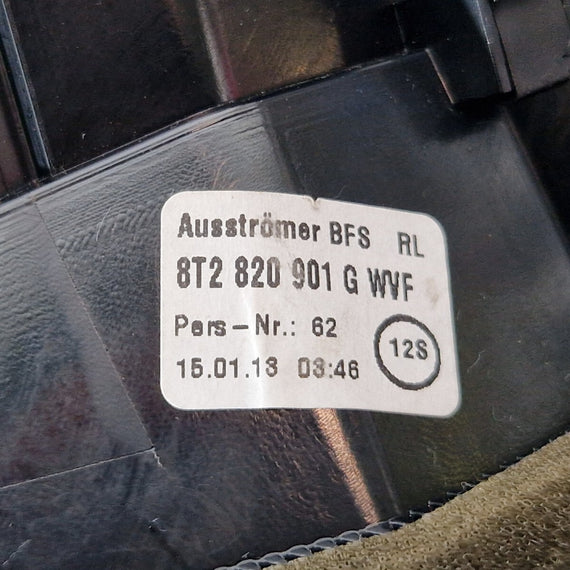 Ausströmer BFS RL
8T2 820 901 G WVF
Pers-Nr.: 62
12S
15.01.13 03:46